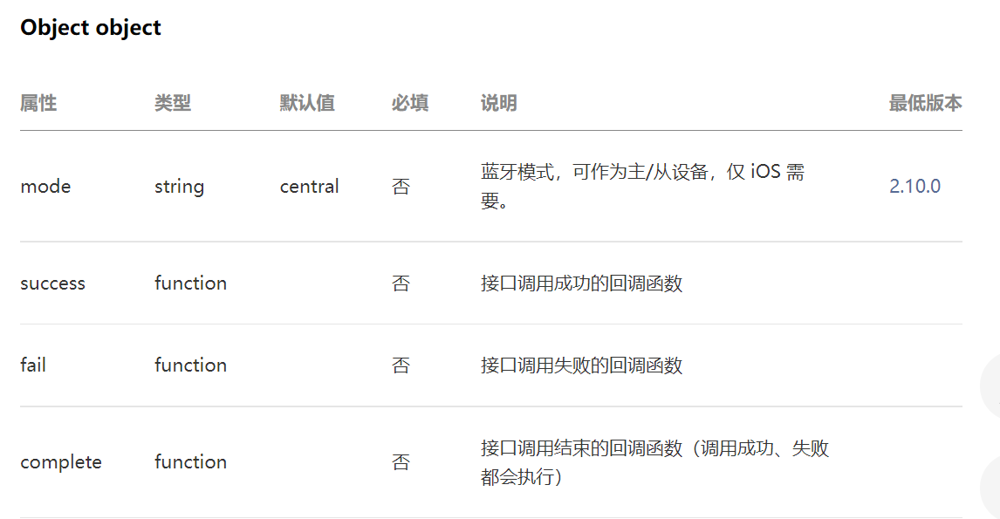 Object object
属性 类型 默认值 必填 说明 最低版本
mode string central 否 蓝牙模式，可作为主/从设备，仅 iOS 需
要。 2.10.0
success function 否 接口调用成功的回调函数
fail function 否 接口调用失败的回调函数
complete function 否 接口调用结束的回调函数（调用成功、失败
都会执行）